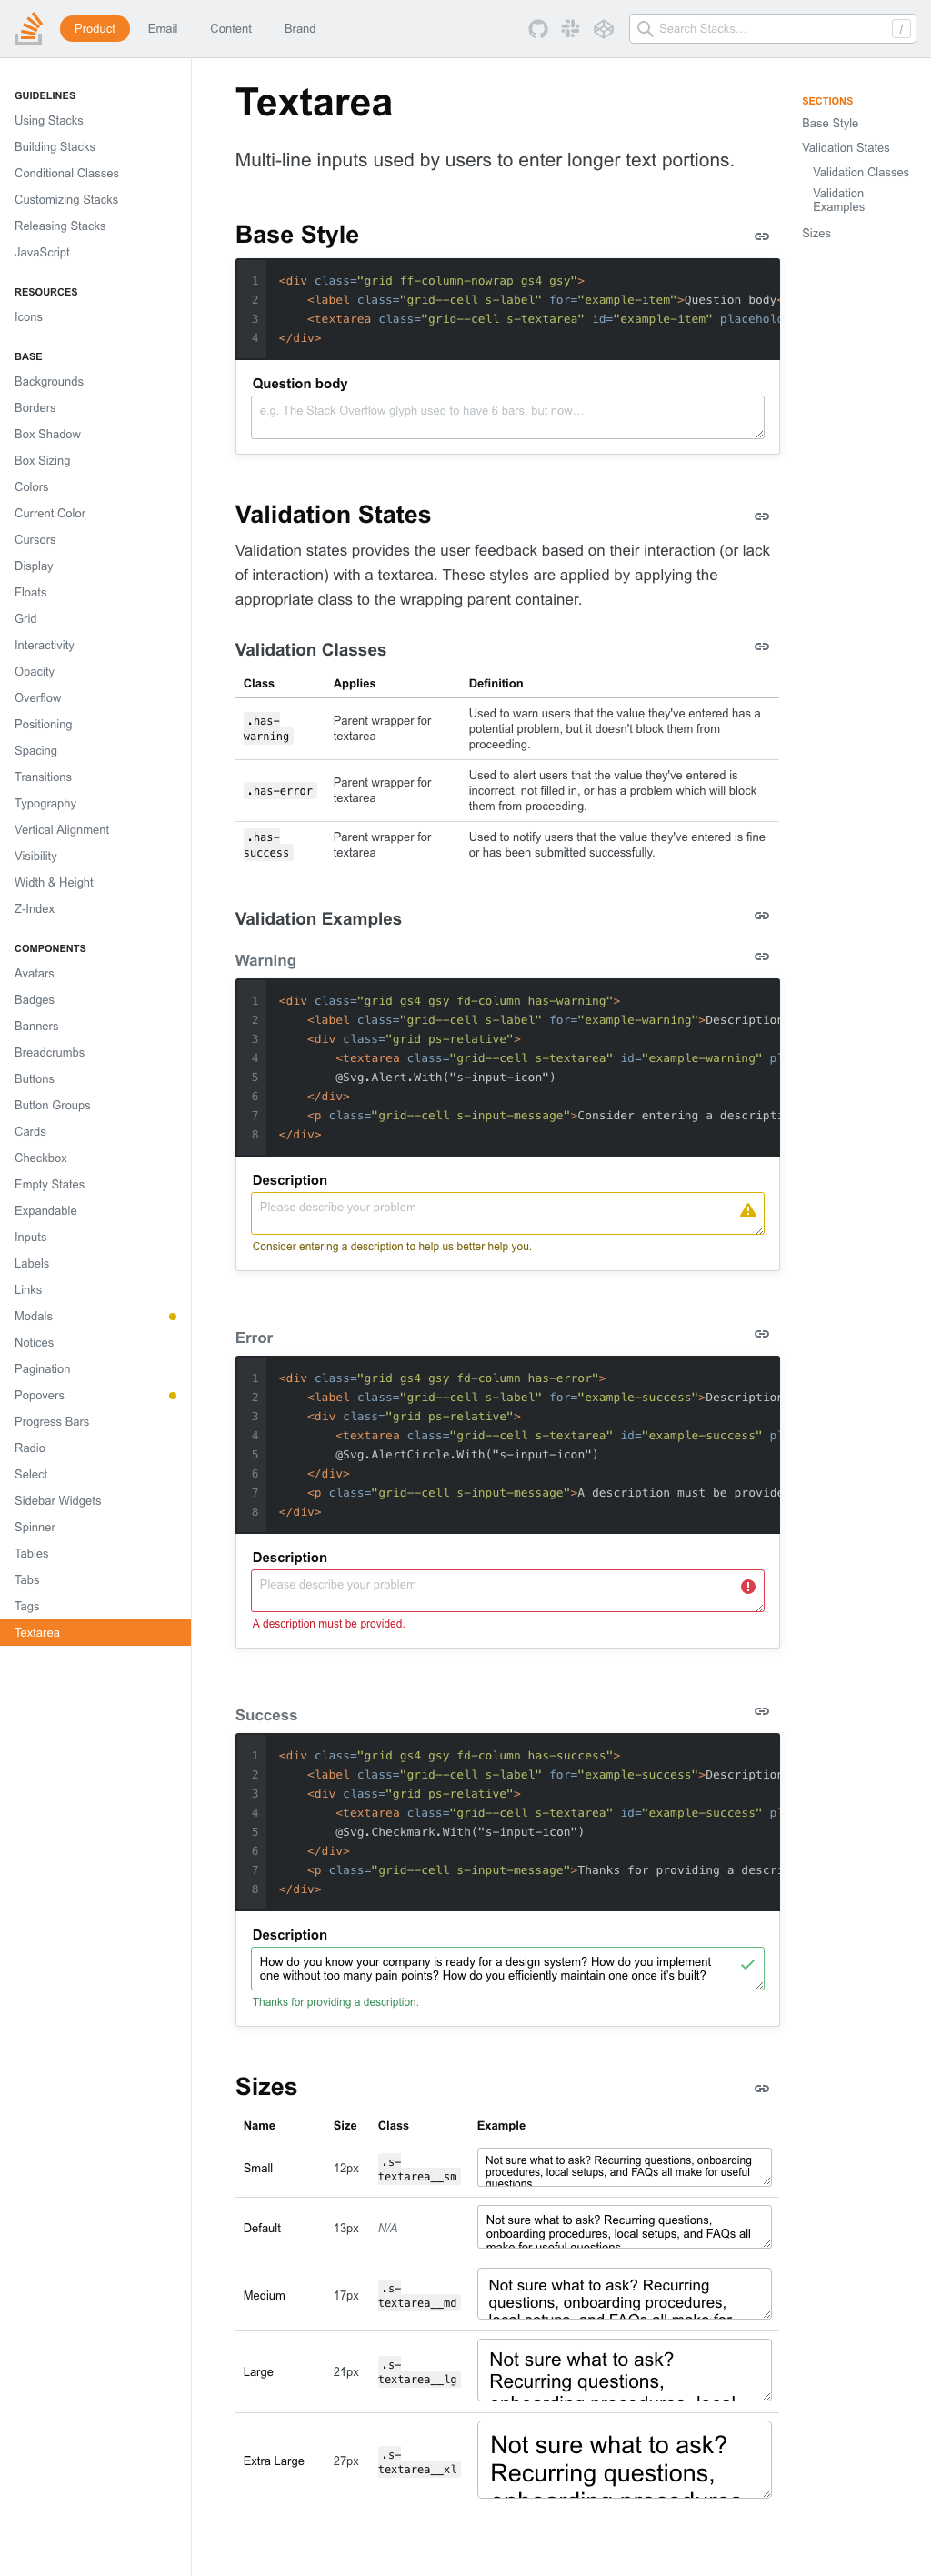 Product
Email
Content
Brand
Search Stacks...
/
GUIDELINES
Using Stacks
Building Stacks
Conditional Classes
Customizing Stacks
Releasing Stacks
JavaScript
RESOURCES
Icons
BASE
Backgrounds
Borders
Box Shadow
Box Sizing
Colors
Current Color
Cursors
Display
Floats
Grid
Interactivity
Opacity
Overflow
Positioning
Spacing
Transitions
Typography
Vertical Alignment
Visibility
Width & Height
Z-Index
COMPONENTS
Avatars
Badges
Banners
Breadcrumbs
Buttons
Button Groups
Cards
Checkbox
Empty States
Expandable
Inputs
Labels
Links
Modals
Notices
Pagination
Popovers
Progress Bars
Radio
Select
Sidebar Widgets
Spinner
Tables
Tabs
Tags
Textarea
Textarea
Multi-line inputs used by users to enter longer text portions.
Base Style
1 <div class="grid ff-column-nowrap gs4 gsy">
2 <label class="grid--cell s-label" for="example-item">Question body<
3 <textarea class="grid--cell s-textarea" id="example-item" placehol
4 </div>
Question body
e.g. The Stack Overflow glyph used to have 6 bars, but now…
Validation States
Validation states provides the user feedback based on their interaction (or lack
of interaction) with a textarea. These styles are applied by applying the
appropriate class to the wrapping parent container.
Validation Classes
Class Applies Definition
.has-warning Parent wrapper for textarea
Used to warn users that the value they've entered has a
potential problem, but it doesn't block them from
proceeding.
.has-error Parent wrapper for textarea
Used to alert users that the value they've entered is
incorrect, not filled in, or has a problem which will block
them from proceeding.
.has-success Parent wrapper for textarea
Used to notify users that the value they've entered is fine
or has been submitted successfully.
Validation Examples
Warning
1 <div class="grid gs4 gsy fd-column has-warning">
2 <label class="grid--cell s-label" for="example-warning">Description
3 <div class="grid ps-relative">
4 <textarea class="grid--cell s-textarea" id="example-warning" pl
5 @Svg.Alert.With("s-input-icon")
6 </div>
7 <p class="grid--cell s-input-message">Consider entering a descripti
8 </div>
Description
Please describe your problem
Consider entering a description to help us better help you.
Error
1 <div class="grid gs4 gsy fd-column has-error">
2 <label class="grid--cell s-label" for="example-success">Description
3 <div class="grid ps-relative">
4 <textarea class="grid--cell s-textarea" id="example-success" pl
5 @Svg.AlertCircle.With("s-input-icon")
6 </div>
7 <p class="grid--cell s-input-message">A description must be provide
8 </div>
Description
Please describe your problem
A description must be provided.
Success
1 <div class="grid gs4 gsy fd-column has-success">
2 <label class="grid--cell s-label" for="example-success">Description
3 <div class="grid ps-relative">
4 <textarea class="grid--cell s-textarea" id="example-success" pl
5 @Svg.Checkmark.With("s-input-icon")
6 </div>
7 <p class="grid--cell s-input-message">Thanks for providing a descri
8 </div>
Description
How do you know your company is ready for a design system? How do you implement
one without too many pain points? How do you efficiently maintain one once it's built?
Thanks for providing a description.
Sizes
Name Size Class Example
Small 12px .s-textarea__sm
Not sure what to ask? Recurring questions, onboarding
procedures, local setups, and FAQs all make for useful
questions
Default 13px N/A
Not sure what to ask? Recurring questions,
onboarding procedures, local setups, and FAQs all
make for useful questions
Medium 17px .s-textarea__md
Not sure what to ask? Recurring
questions, onboarding procedures,
local setups, and FAQs all make for
Large 21px .s-textarea__lg
Not sure what to ask?
Recurring questions,
onboarding procedures, local
Extra Large 27px .s-textarea__xl
Not sure what to ask?
Recurring questions,
onboarding procedures
SECTIONS
Base Style
Validation States
Validation Classes
Validation
Examples
Sizes